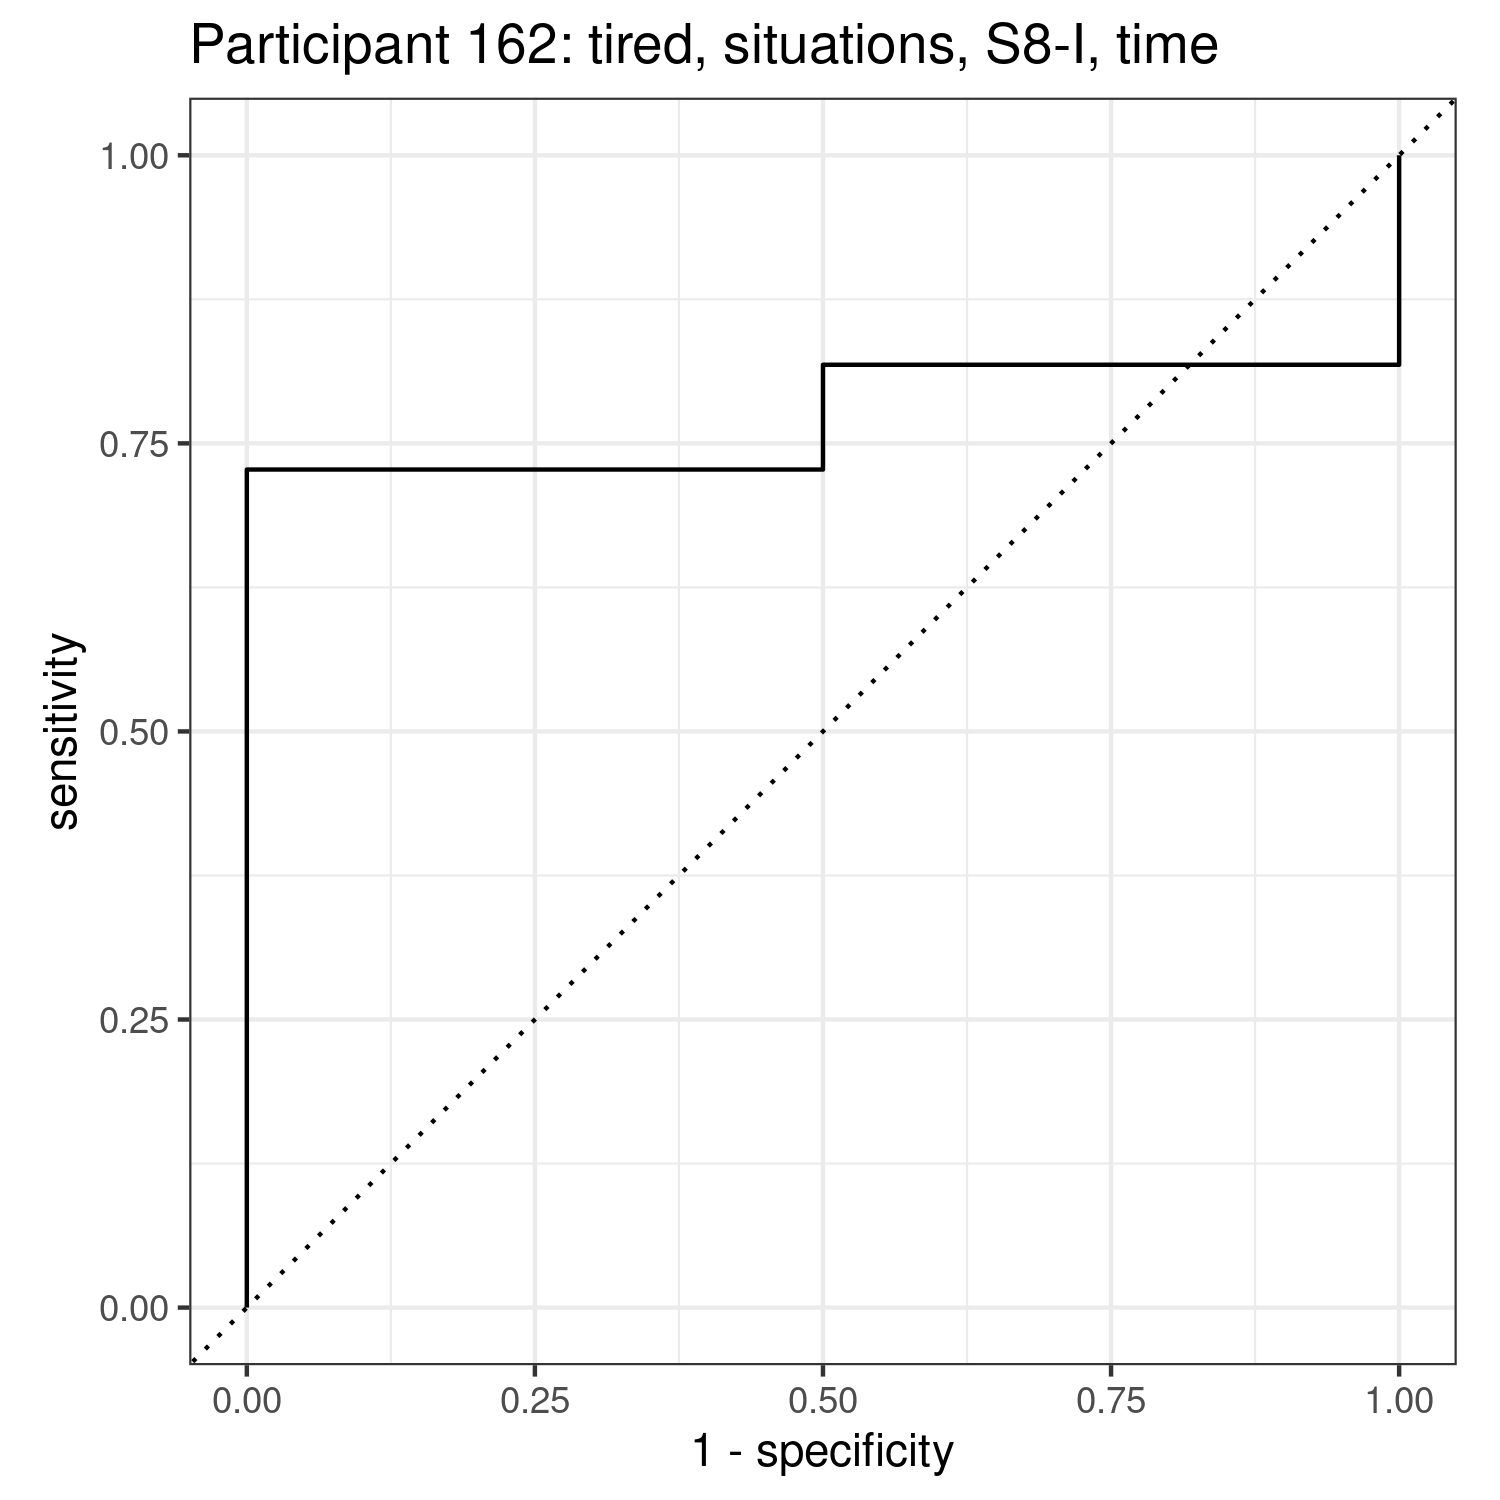 Participant 162: tired, situations, S8-I, time
1.00
0.75
0.50
0.25
0.00
sensitivity
0.00 0.25 0.50 0.75 1.00
1 - specificity